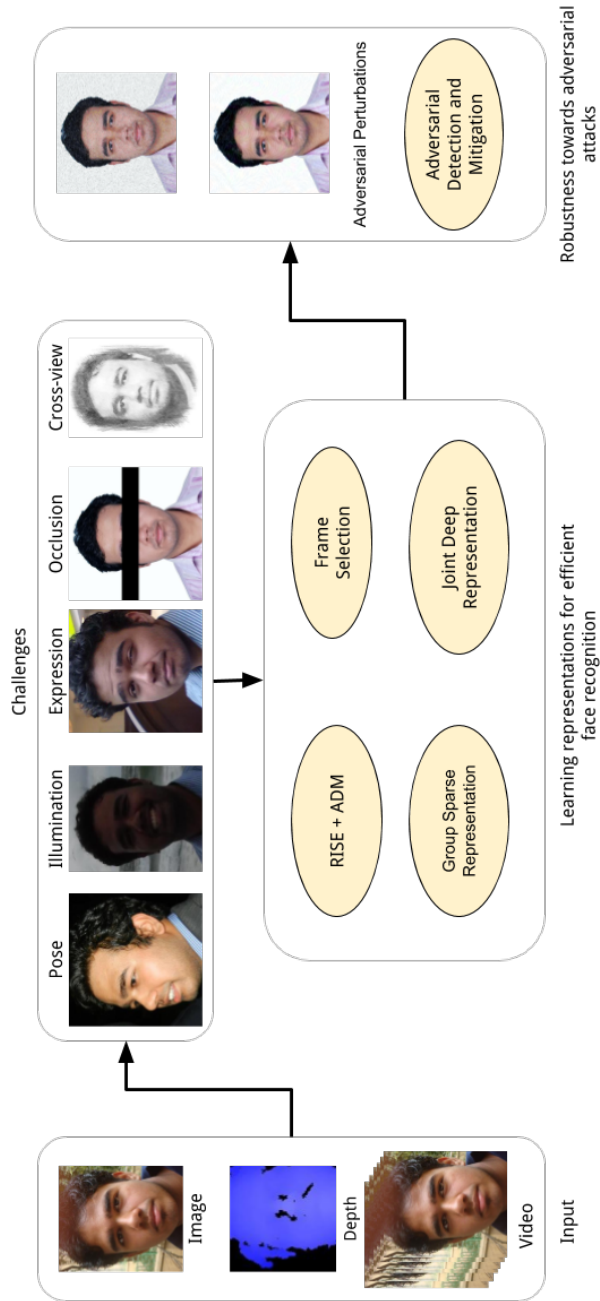 Image
Depth
Video
Input
Challenges
Pose
Illumination
Expression
Occlusion
Cross-view
RISE + ADM
Frame
Selection
Group Sparse
Representation
Joint Deep
Representation
Learning representations for efficient
face recognition
Adversarial Perturbations
Adversarial
Detection and
Mitigation
Robustness towards adversarial
attacks